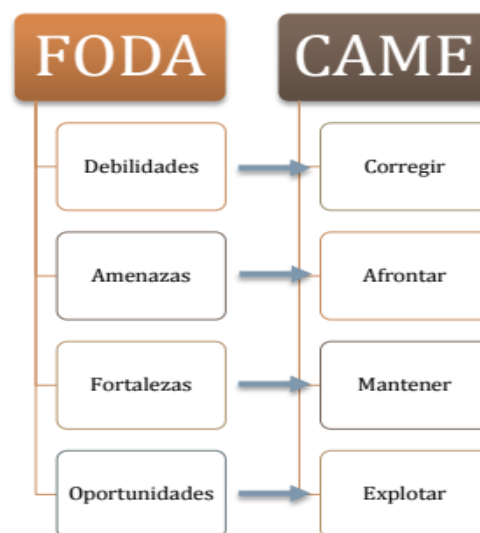 FODA
CAME
Debilidades
Corregir
Amenazas
Afrontar
Fortalezas
Mantener
Oportunidades
Explotar